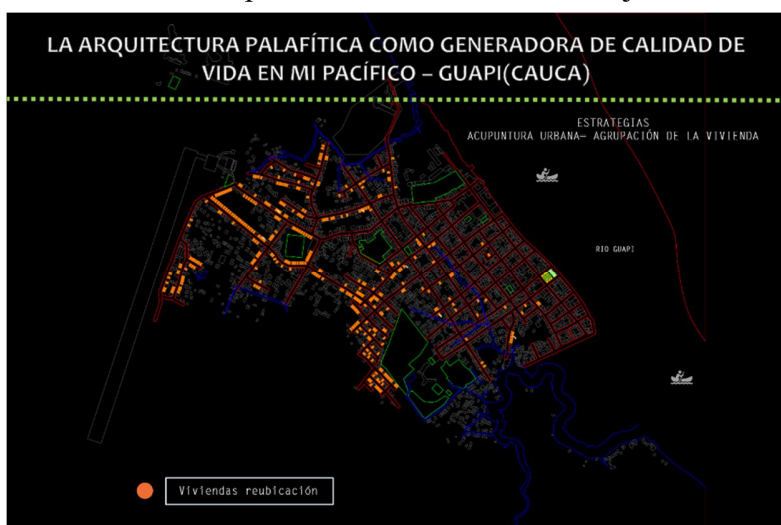 LA ARQUITECTURA PALAFÍTICA COMO GENERADORA DE CALIDAD DE
VIDA EN MI PACÍFICO – GUAPI(CAUCA)
ESTRATEGIAS
ACUPUNTURA URBANA– AGRUPACIÓN DE LA VIVIENDA
RIO GUAPI
Viviendas reubicación